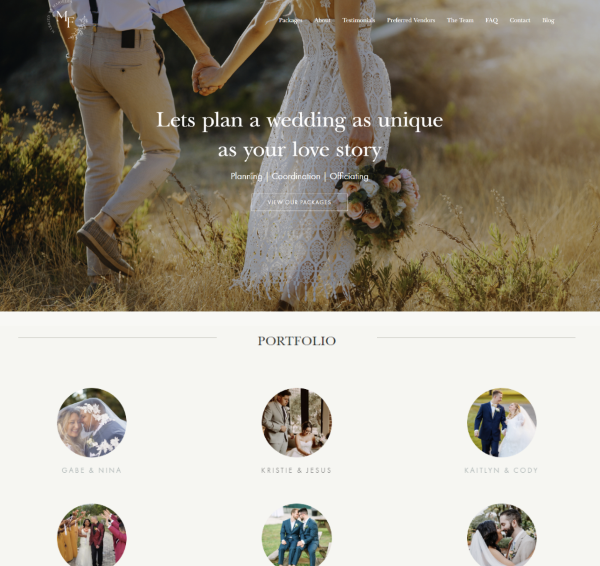 MF
Packages About Testimonials Preferred Vendors The Team FAQ Contact Blog
Lets plan a wedding as unique
as your love story
Planning | Coordination | Officiating
VIEW OUR PACKAGES
PORTFOLIO
GABE & NINA
KRISTIE & JESUS
KAITLYN & CODY